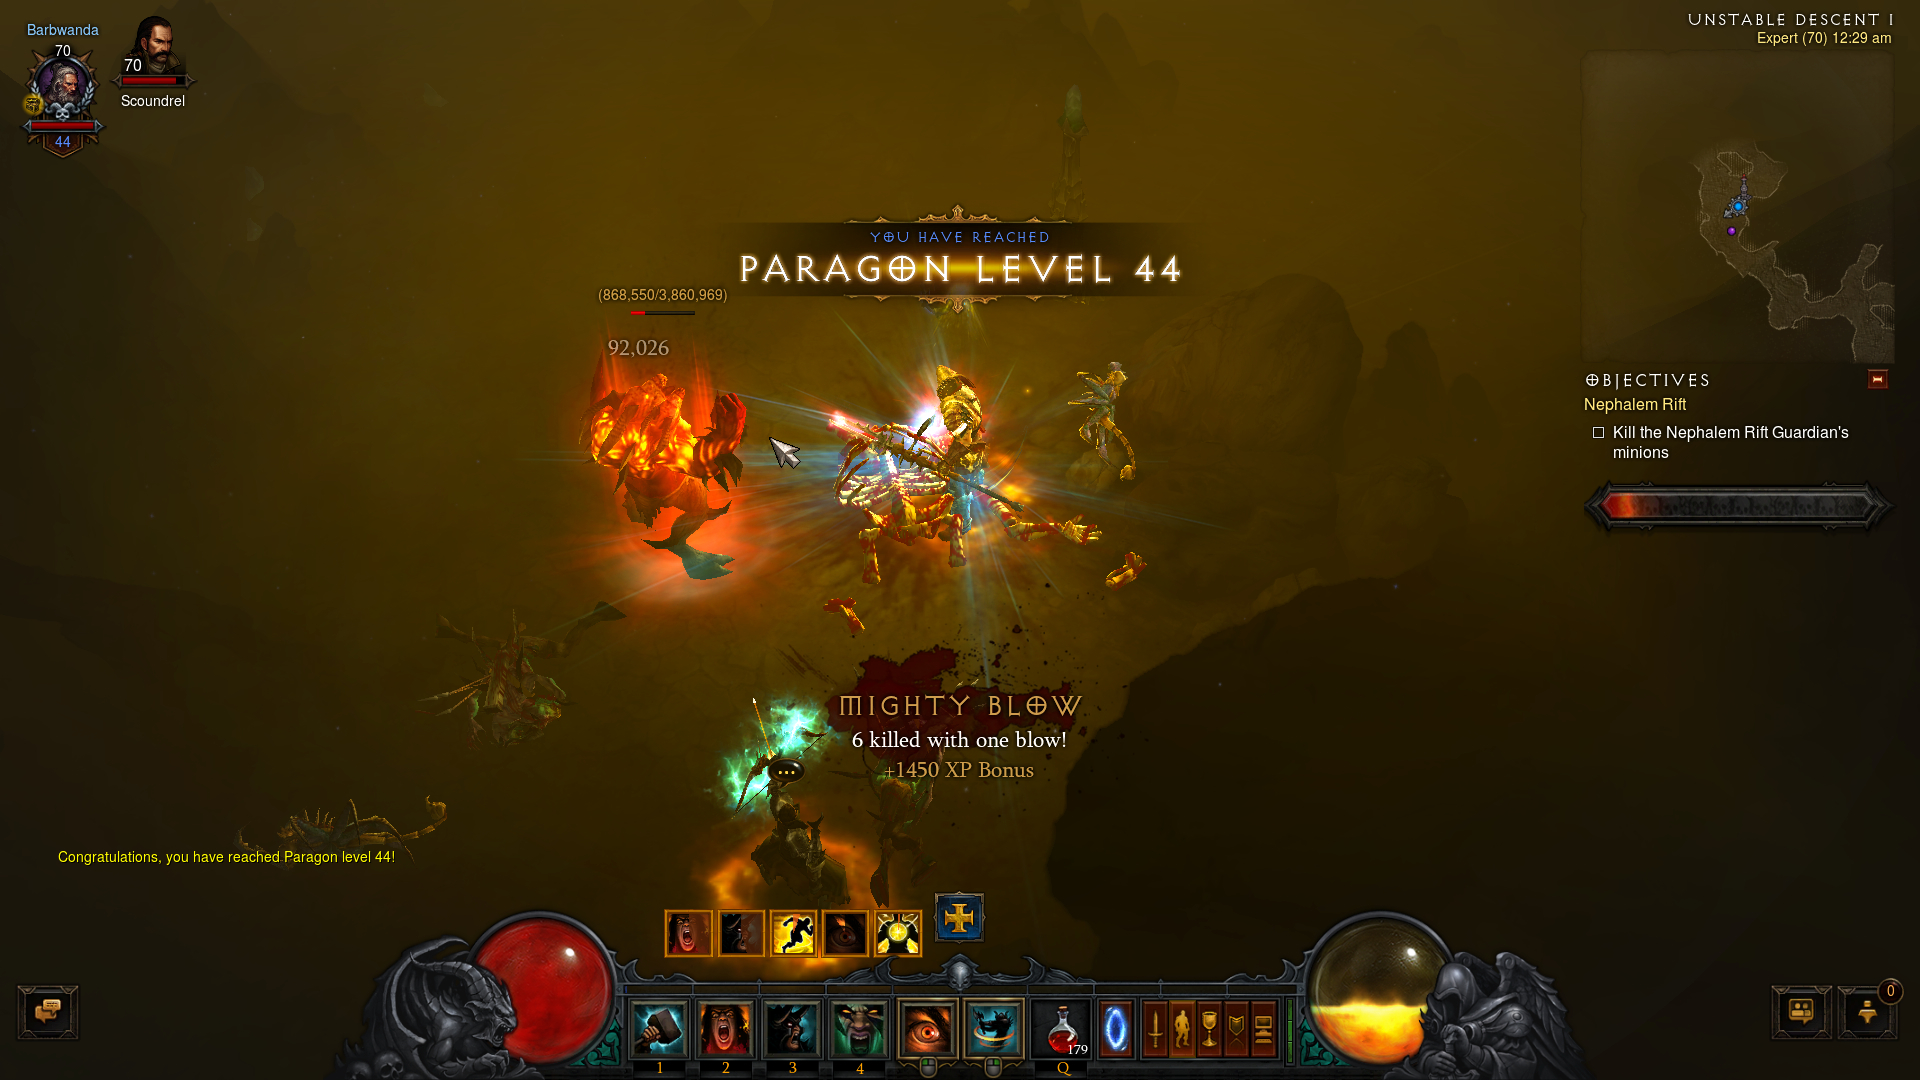 Barbwanda
70
70
Scoundrel
44
UNSTABLE DESCENT I
Expert (70) 12:29 am
YOU HAVE REACHED
PARAGON LEVEL 44
(868,550/3,860,969)
92,026
OBJECTIVES
Nephalem Rift
Kill the Nephalem Rift Guardian's
minions
MIGHTY BLOW
6 killed with one blow!
+1450 XP Bonus
Congratulations, you have reached Paragon level 44!
179
0
1
2
3
4
Q